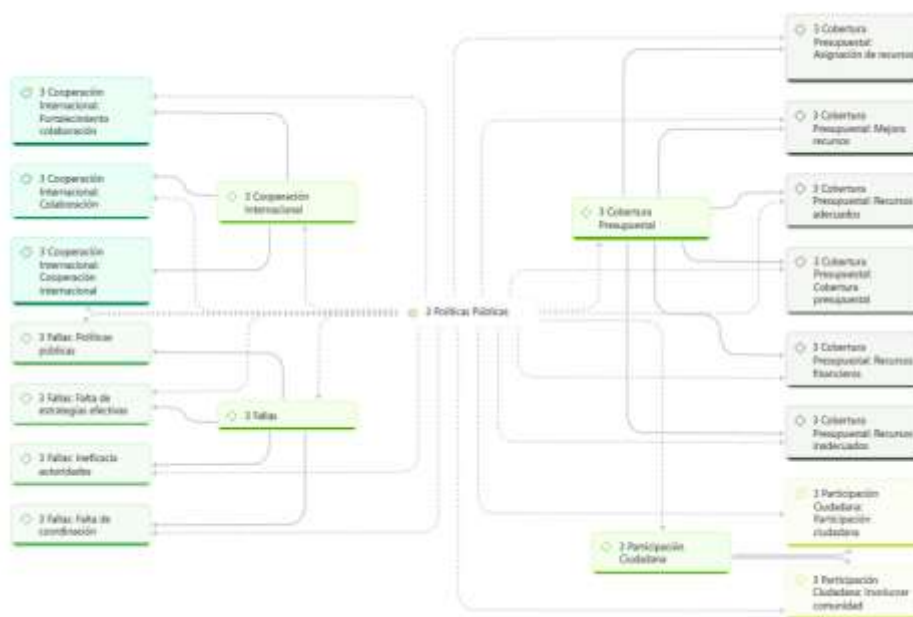 3 Cooperación
Internacional:
Fortalecimiento
colaboración
3 Cooperación
Internacional:
Colaboración
3 Cooperación
Internacional:
Cooperación
internacional
3 Fallas: Políticas
públicas
3 Fallas: Falta de
estrategias efectivas
3 Fallas: Ineficacia
autoridades
3 Fallas: Falta de
coordinación
3 Cooperación
Internacional
3 Fallas
3 Políticas Públicas
3 Cobertura
Presupuestal
3 Participación
Ciudadana
3 Cobertura
Presupuestal:
Asignación de recursos
3 Cobertura
Presupuestal: Mejora
recursos
3 Cobertura
Presupuestal: Recursos
adecuados
3 Cobertura
Presupuestal:
Cobertura
presupuestal
3 Cobertura
Presupuestal: Recursos
financieros
3 Cobertura
Presupuestal: Recursos
inadecuados
3 Participación
Ciudadana:
Participación
ciudadana
3 Participación
Ciudadana: Involucrar
comunidad